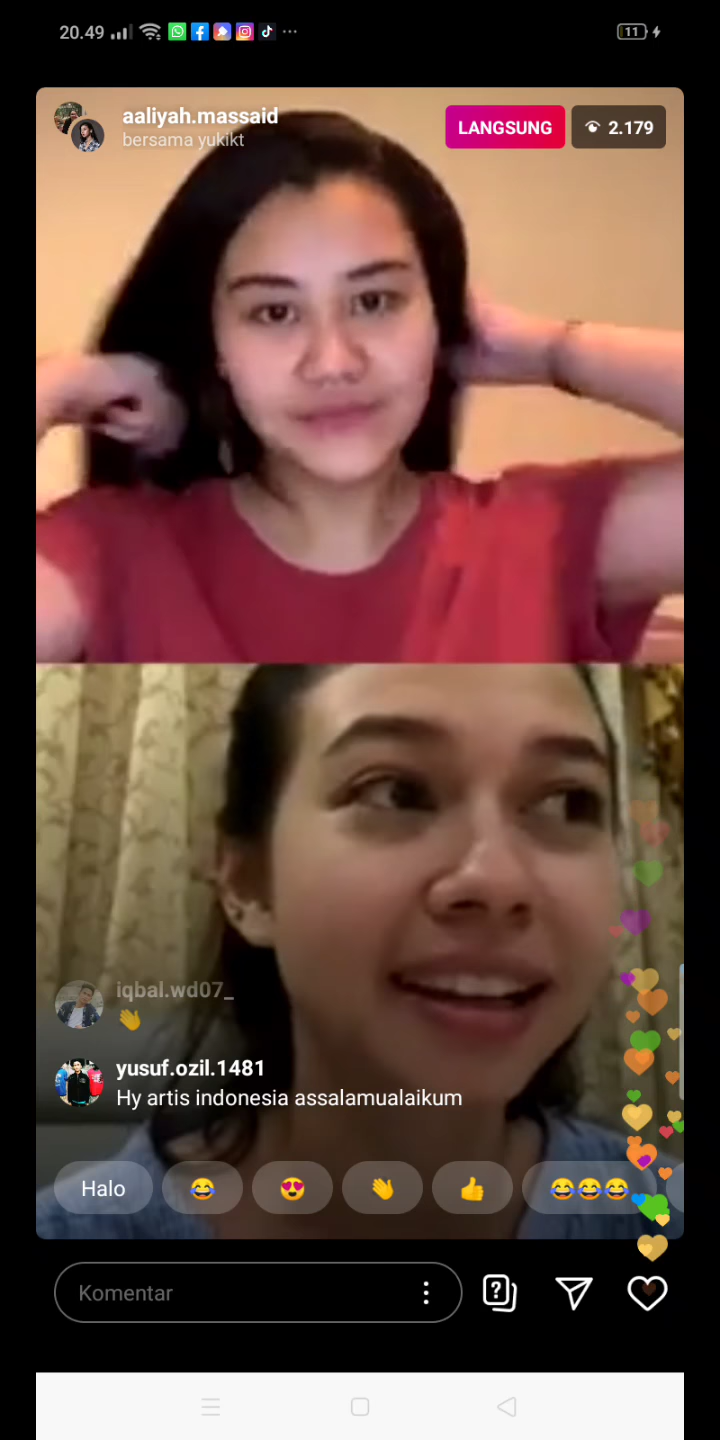 20.49
11
aaliyah.massaid
bersama yukikt
LANGSUNG
2.179
iqbal.wd07_
👋
yusuf.ozil.1481
Hy artis indonesia assalamualaikum
Halo 😂 😍 👋 👍 😂😂😂
Komentar